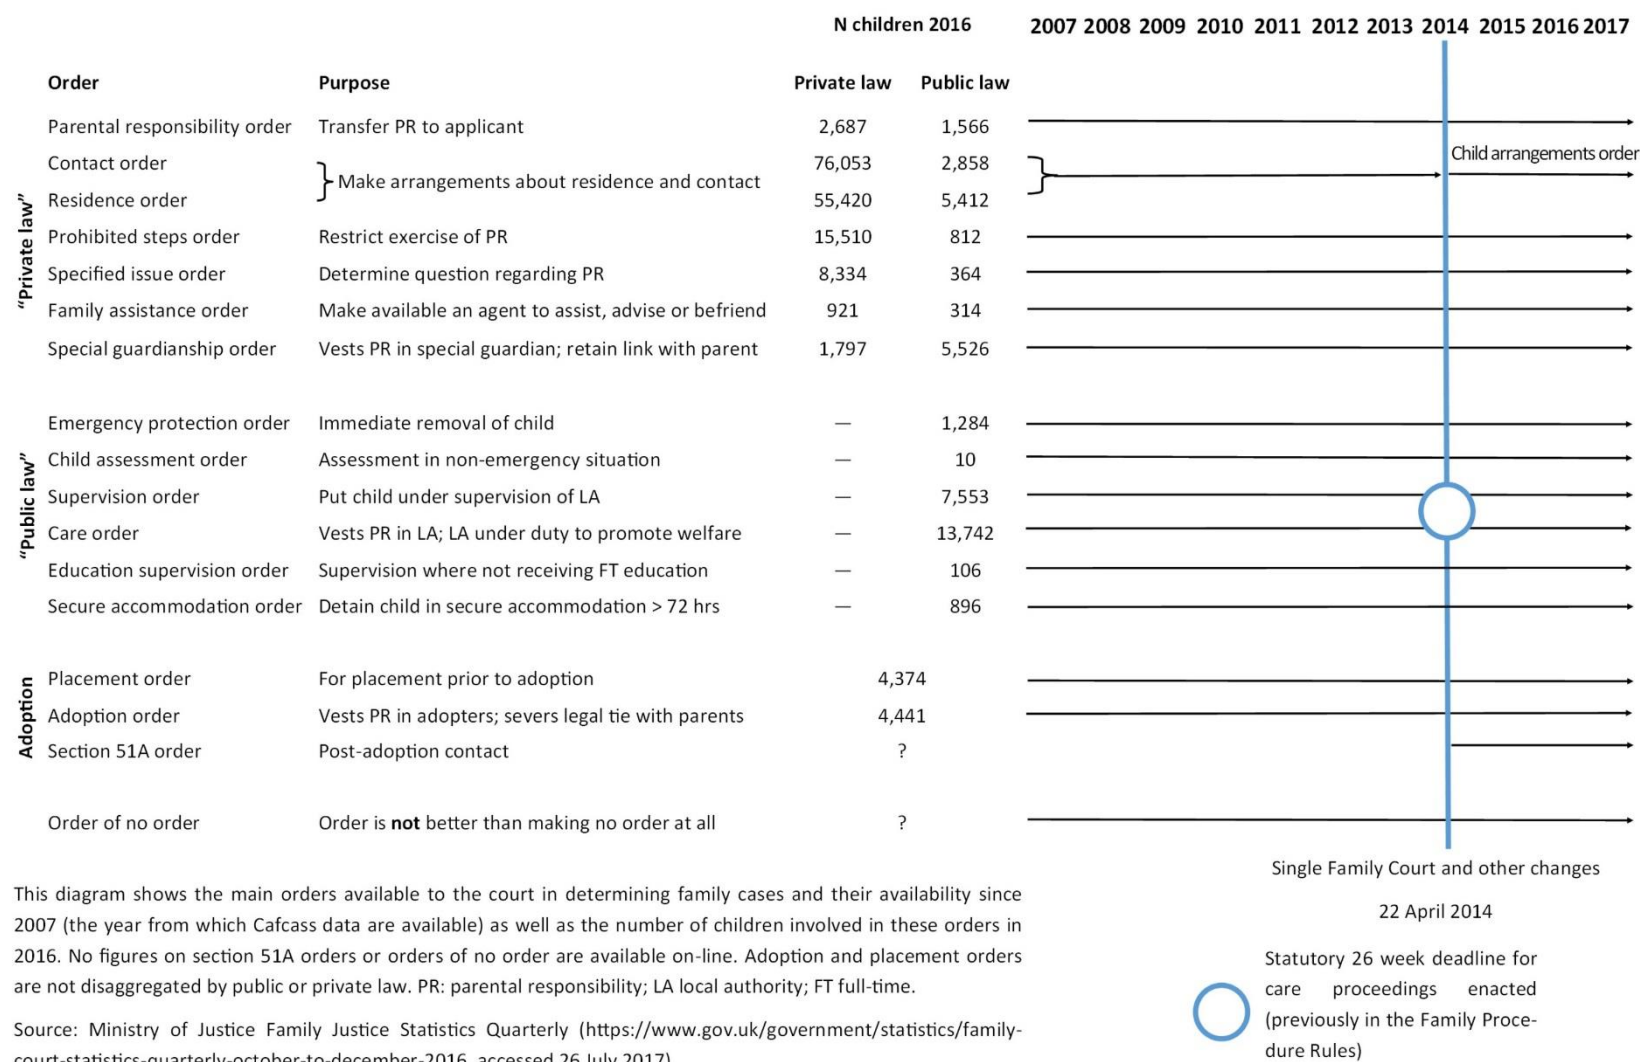 N children 2016 2007 2008 2009 2010 2011 2012 2013 2014 2015 2016 2017
Order Purpose Private law Public law
"Private law"
Parental responsibility order Transfer PR to applicant 2,687 1,566
Contact order 76,053 2,858
Child arrangements order
Make arrangements about residence and contact
Residence order 55,420 5,412
Prohibited steps order Restrict exercise of PR 15,510 812
Specified issue order Determine question regarding PR 8,334 364
Family assistance order Make available an agent to assist, advise or befriend 921 314
Special guardianship order Vests PR in special guardian; retain link with parent 1,797 5,526
"Public law"
Emergency protection order Immediate removal of child — 1,284
Child assessment order Assessment in non-emergency situation — 10
Supervision order Put child under supervision of LA — 7,553
Care order Vests PR in LA; LA under duty to promote welfare — 13,742
Education supervision order Supervision where not receiving FT education — 106
Secure accommodation order Detain child in secure accommodation > 72 hrs — 896
Adoption
Placement order For placement prior to adoption 4,374
Adoption order Vests PR in adopters; severs legal tie with parents 4,441
Section 51A order Post-adoption contact ?
Order of no order Order is not better than making no order at all ?
Single Family Court and other changes
22 April 2014
Statutory 26 week deadline for
care proceedings enacted
(previously in the Family Proce-
dure Rules)
This diagram shows the main orders available to the court in determining family cases and their availability since
2007 (the year from which Cafcass data are available) as well as the number of children involved in these orders in
2016. No figures on section 51A orders or orders of no order are available on-line. Adoption and placement orders
are not disaggregated by public or private law. PR: parental responsibility; LA local authority; FT full-time.
Source: Ministry of Justice Family Justice Statistics Quarterly (https://www.gov.uk/government/statistics/family-
court-statistics-quarterly-october-to-december-2016, accessed 26 July 2017)